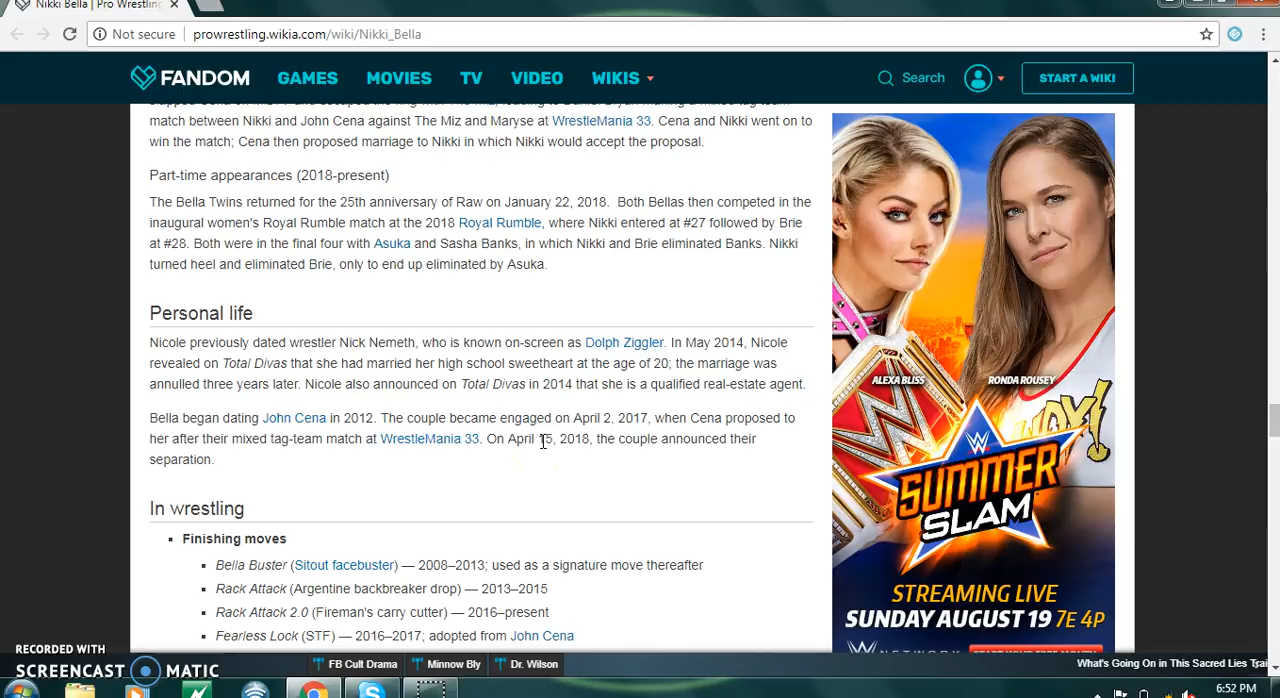 Nikki Bella | Pro Wrestling
Not secure | prowrestling.wikia.com/wiki/Nikki_Bella
FANDOM GAMES MOVIES TV VIDEO WIKIS Search START A WIKI
match between Nikki and John Cena against The Miz and Maryse at WrestleMania 33. Cena and Nikki went on to
win the match; Cena then proposed marriage to Nikki in which Nikki would accept the proposal.
Part-time appearances (2018-present)
The Bella Twins returned for the 25th anniversary of Raw on January 22, 2018. Both Bellas then competed in the
inaugural women's Royal Rumble match at the 2018 Royal Rumble, where Nikki entered at #27 followed by Brie
at #28. Both were in the final four with Asuka and Sasha Banks, in which Nikki and Brie eliminated Banks. Nikki
turned heel and eliminated Brie, only to end up eliminated by Asuka.
Personal life
Nicole previously dated wrestler Nick Nemeth, who is known on-screen as Dolph Ziggler. In May 2014, Nicole
revealed on Total Divas that she had married her high school sweetheart at the age of 20; the marriage was
annulled three years later. Nicolealso announced on Total Divas in 2014 that she is a qualified real-estate agent.
Bella began dating John Cena in 2012. The couple became engaged on April 2, 2017, when Cena proposed to
her after their mixed tag-team match at WrestleMania 33. On April 15, 2018, the couple announced their
separation.
In wrestling
Finishing moves
Bella Buster (Sitout facebuster) — 2008–2013; used as a signature move thereafter
Rack Attack (Argentine backbreaker drop) — 2013–2015
Rack Attack 2.0 (Fireman's carry cutter) — 2016–present
Fearless Lock (STF) — 2016–2017; adopted from John Cena
ALEXA BLISS
RONDA ROUSEY
W
SUMMER
SLAM
STREAMING LIVE
SUNDAY AUGUST 19 7E 4P
NETWORK
RECORDED WITH
SCREENCAST MATIC
FB Cult Drama
Minnow Bly
Dr. Wilson
What's Going On in This Sacred Lies Trai
6:52 PM